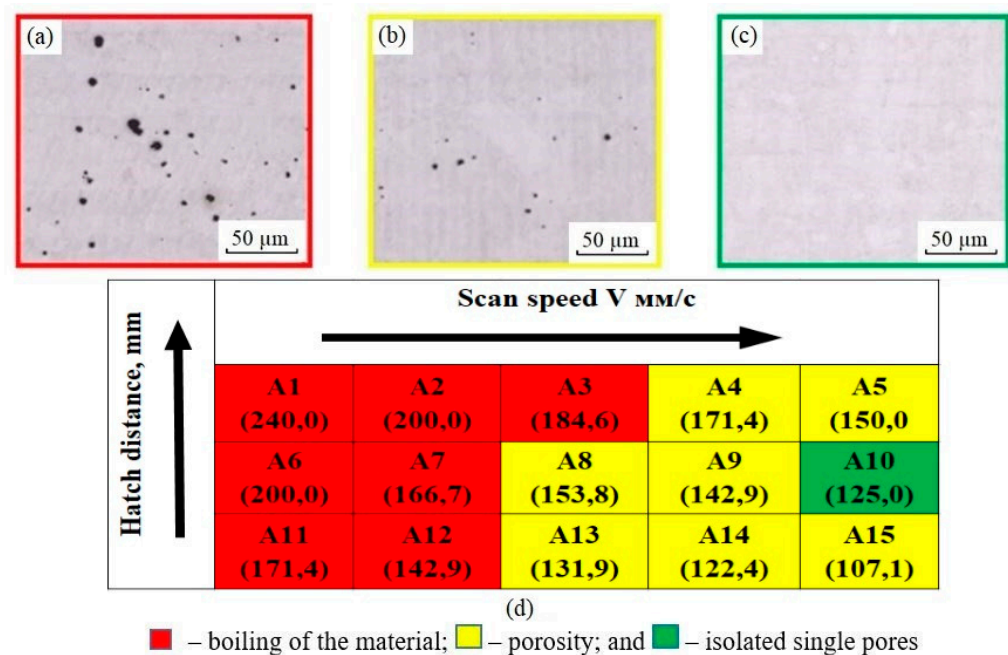 (a)
(b)
(c)
50 µm
50 µm
50 µm
Hatch distance, mm
Scan speed V мм/с
A1 A2 A3 A4 A5
(240,0) (200,0) (184,6) (171,4) (150,0
A6 A7 A8 A9 A10
(200,0) (166,7) (153,8) (142,9) (125,0)
A11 A12 A13 A14 A15
(171,4) (142,9) (131,9) (122,4) (107,1)
(d)
– boiling of the material; – porosity; and – isolated single pores